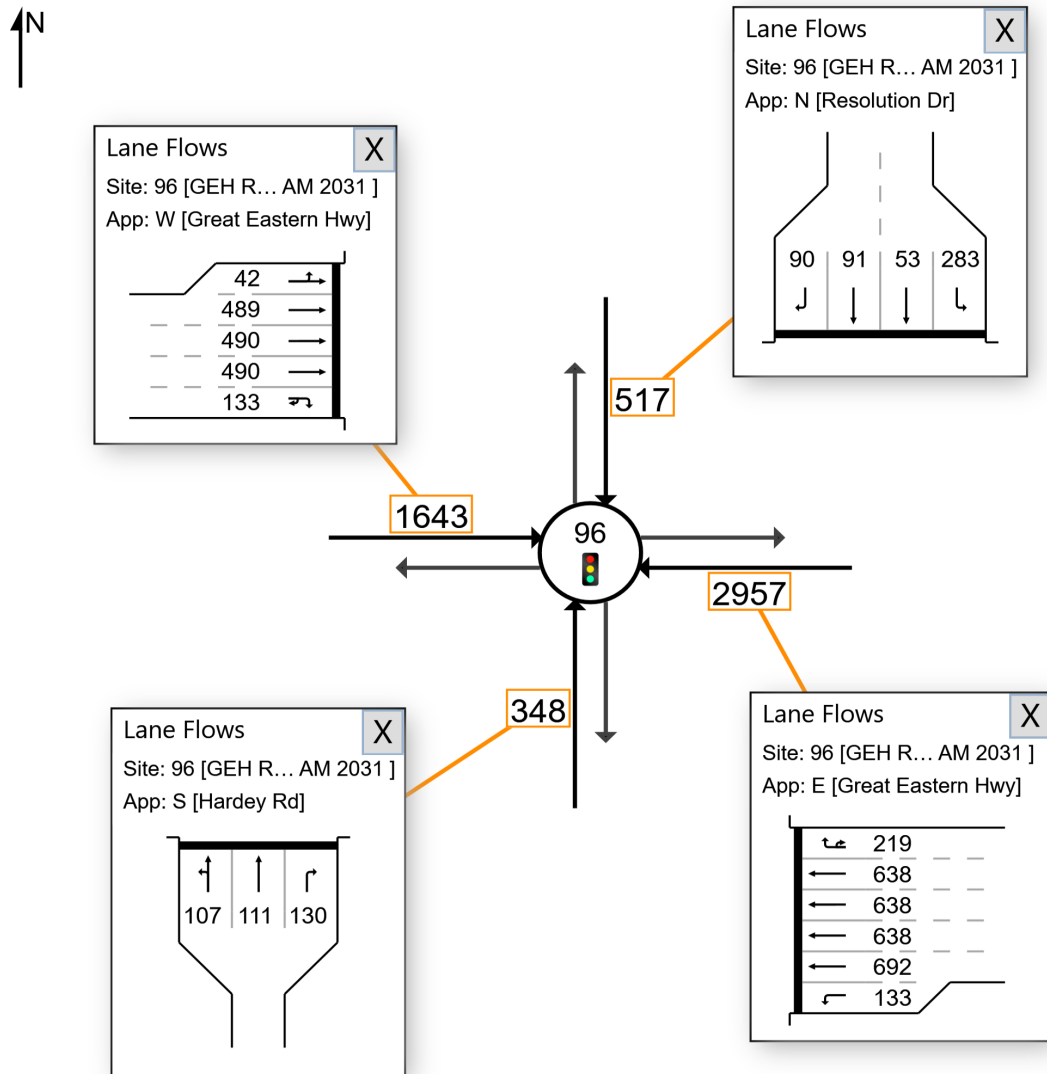 N
Lane Flows
X
Site: 96 [GEH R... AM 2031 ]
App: N [Resolution Dr]
90 91 53 283
Lane Flows
X
Site: 96 [GEH R... AM 2031 ]
App: W [Great Eastern Hwy]
42
489
490
490
133
517
1643
96
2957
348
Lane Flows
X
Site: 96 [GEH R... AM 2031 ]
App: S [Hardey Rd]
107 111 130
Lane Flows
X
Site: 96 [GEH R... AM 2031 ]
App: E [Great Eastern Hwy]
219
638
638
638
692
133